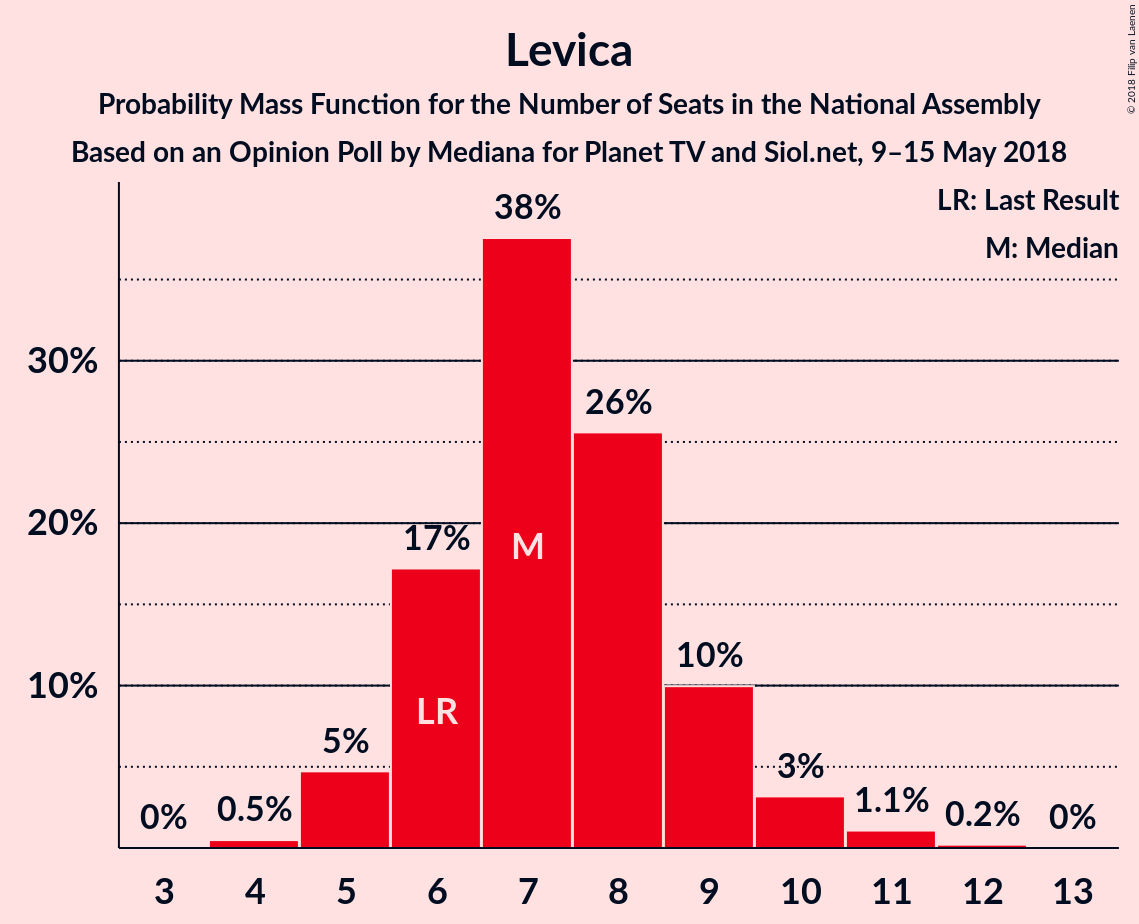 Levica
Probability Mass Function for the Number of Seats in the National Assembly
Based on an Opinion Poll by Mediana for Planet TV and Siol.net, 9–15 May 2018
© 2018 Filip van Laenen
LR: Last Result
M: Median
38%
30%
26%
20%
17%
M
10%
10%
LR
5%
3%
0%
0.5%
1.1%
0.2%
0%
3 4 5 6 7 8 9 10 11 12 13